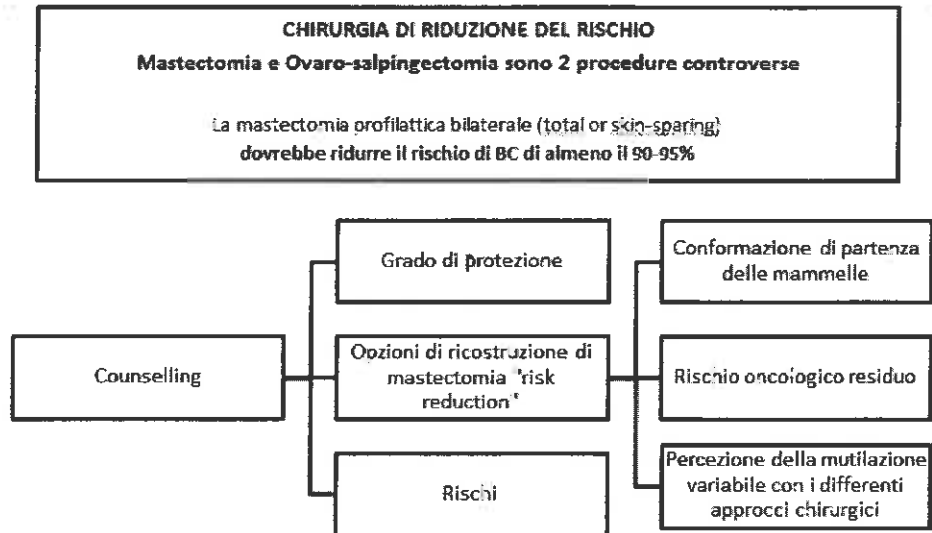 CHIRURGIA DI RIDUZIONE DEL RISCHIO
Mastectomia e Ovaro-salpingectomia sono 2 procedure controverse
La mastectomia profilattica bilaterale (total or skin-sparing)
dovrebbe ridurre il rischio di BC di almeno il 90-95%
Counselling
Grado di protezione
Opzioni di ricostruzione di
mastectomia "risk
reduction"
Rischi
Conformazione di partenza
delle mammelle
Rischio oncologico residuo
Percezione della mutilazione
variabile con i differenti
approcci chirurgici